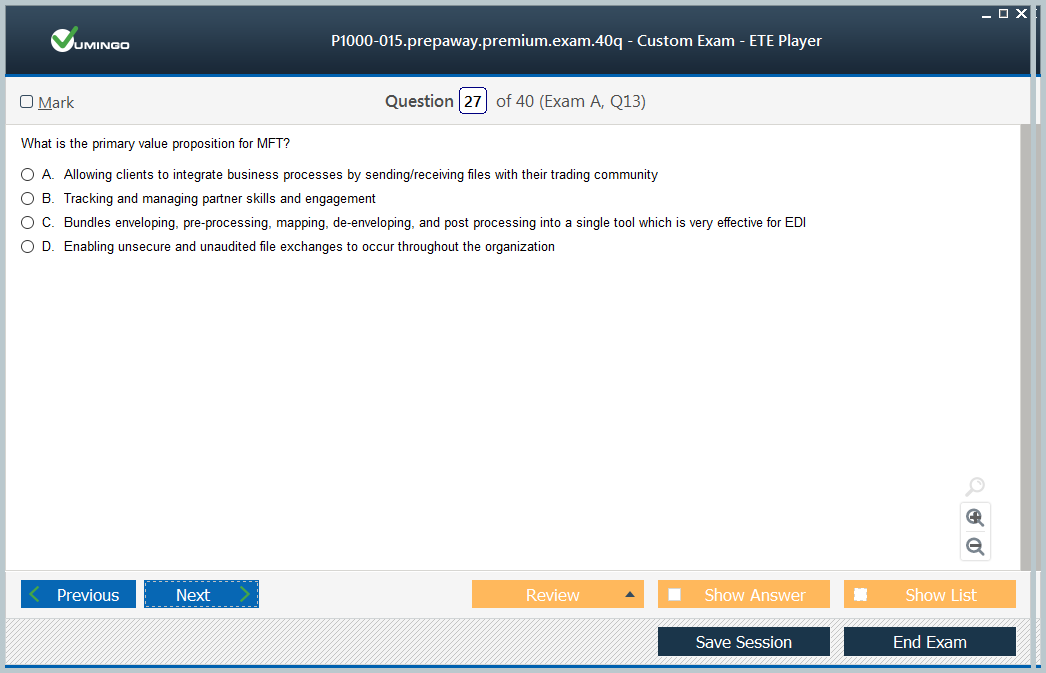 VUMINGO
P1000-015.prepaway.premium.exam.40q - Custom Exam - ETE Player
Mark
Question 27 of 40 (Exam A, Q13)
What is the primary value proposition for MFT?
A. Allowing clients to integrate business processes by sending/receiving files with their trading community
B. Tracking and managing partner skills and engagement
C. Bundles enveloping, pre-processing, mapping, de-enveloping, and post processing into a single tool which is very effective for EDI
D. Enabling unsecure and unaudited file exchanges to occur throughout the organization
Previous Next Review Show Answer Show List
Save Session End Exam